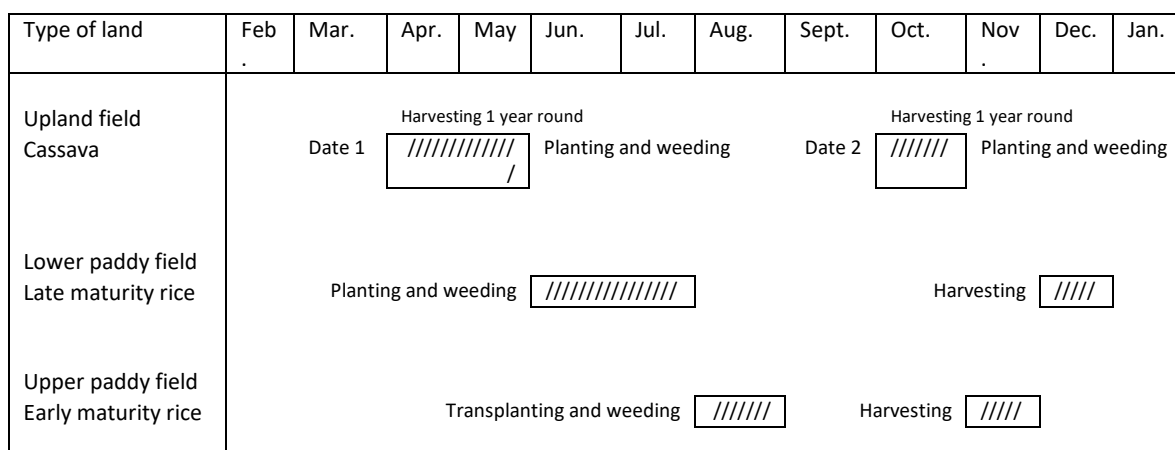 Type of land Feb. Mar. Apr. May Jun. Jul. Aug. Sept. Oct. Nov. Dec. Jan.
Upland field Harvesting 1 year round Harvesting 1 year round
Cassava Date 1 ///////////// Planting and weeding Date 2 /////// Planting and weeding
/
Lower paddy field
Late maturity rice Planting and weeding //////////////// Harvesting /////
Upper paddy field
Early maturity rice Transplanting and weeding /////// Harvesting /////